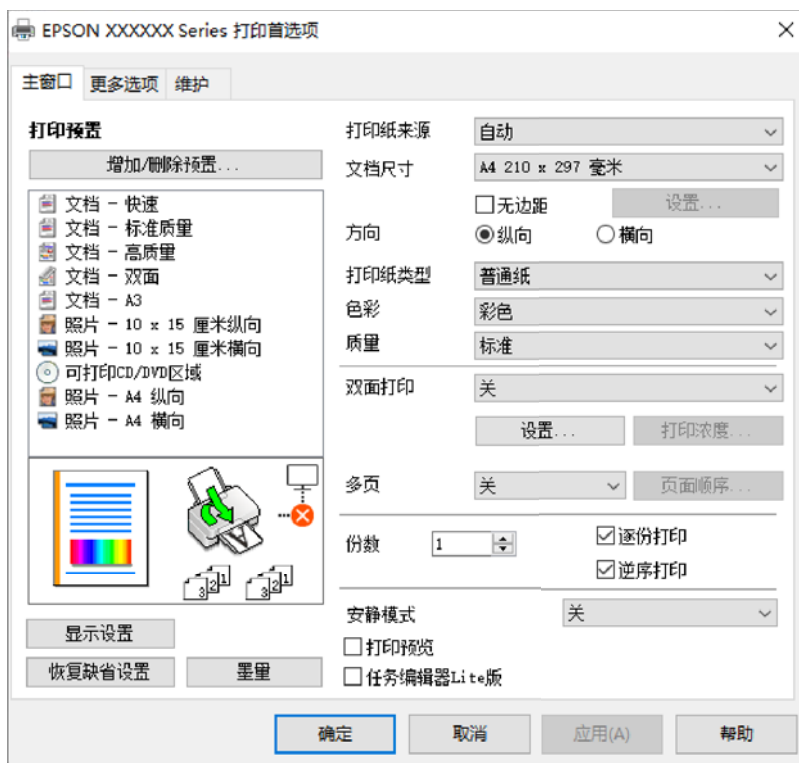 EPSON XXXXXX Series 打印首选项
主窗口 更多选项 维护
打印预置
增加/删除预置...
文档 - 快速
文档 - 标准质量
文档 - 高质量
文档 - 双面
文档 - A3
照片 - 10 x 15 厘米纵向
照片 - 10 x 15 厘米横向
可打印CD/DVD区域
照片 - A4 纵向
照片 - A4 横向
3 2 1
3 2 1
显示设置
恢复缺省设置 墨量
打印纸来源 自动
文档尺寸 A4 210 x 297 毫米
无边距 设置...
方向 纵向 横向
打印纸类型 普通纸
色彩 彩色
质量 标准
双面打印 关
设置... 打印浓度...
多页 关 页面顺序...
份数 1 逐份打印
逆序打印
安静模式 关
打印预览
任务编辑器Lite版
确定 取消 应用(A) 帮助